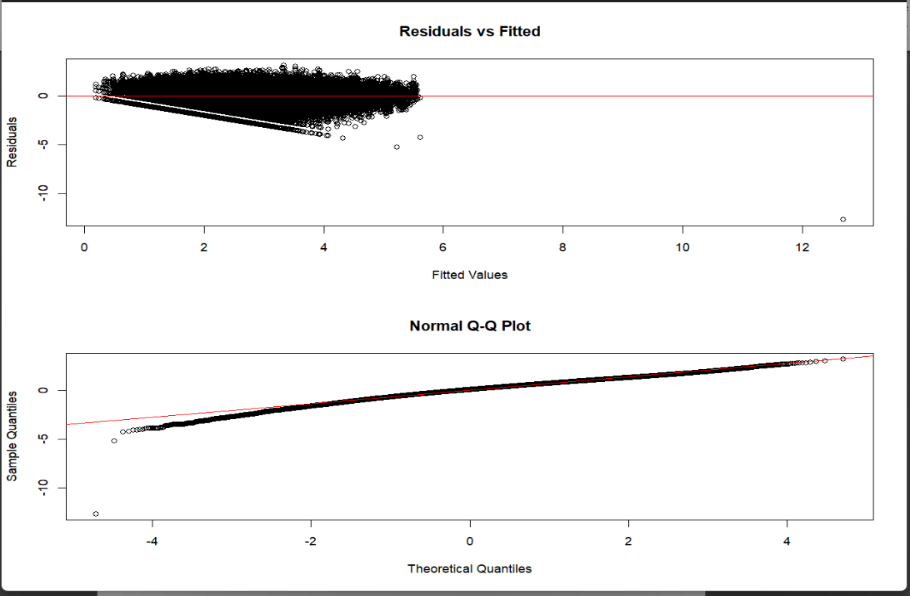 Residuals vs Fitted
Residuals
0
-5
-10
0 2 4 6 8 10 12
Fitted Values
Normal Q-Q Plot
Sample Quantiles
0
-5
-10
-4 -2 0 2 4
Theoretical Quantiles